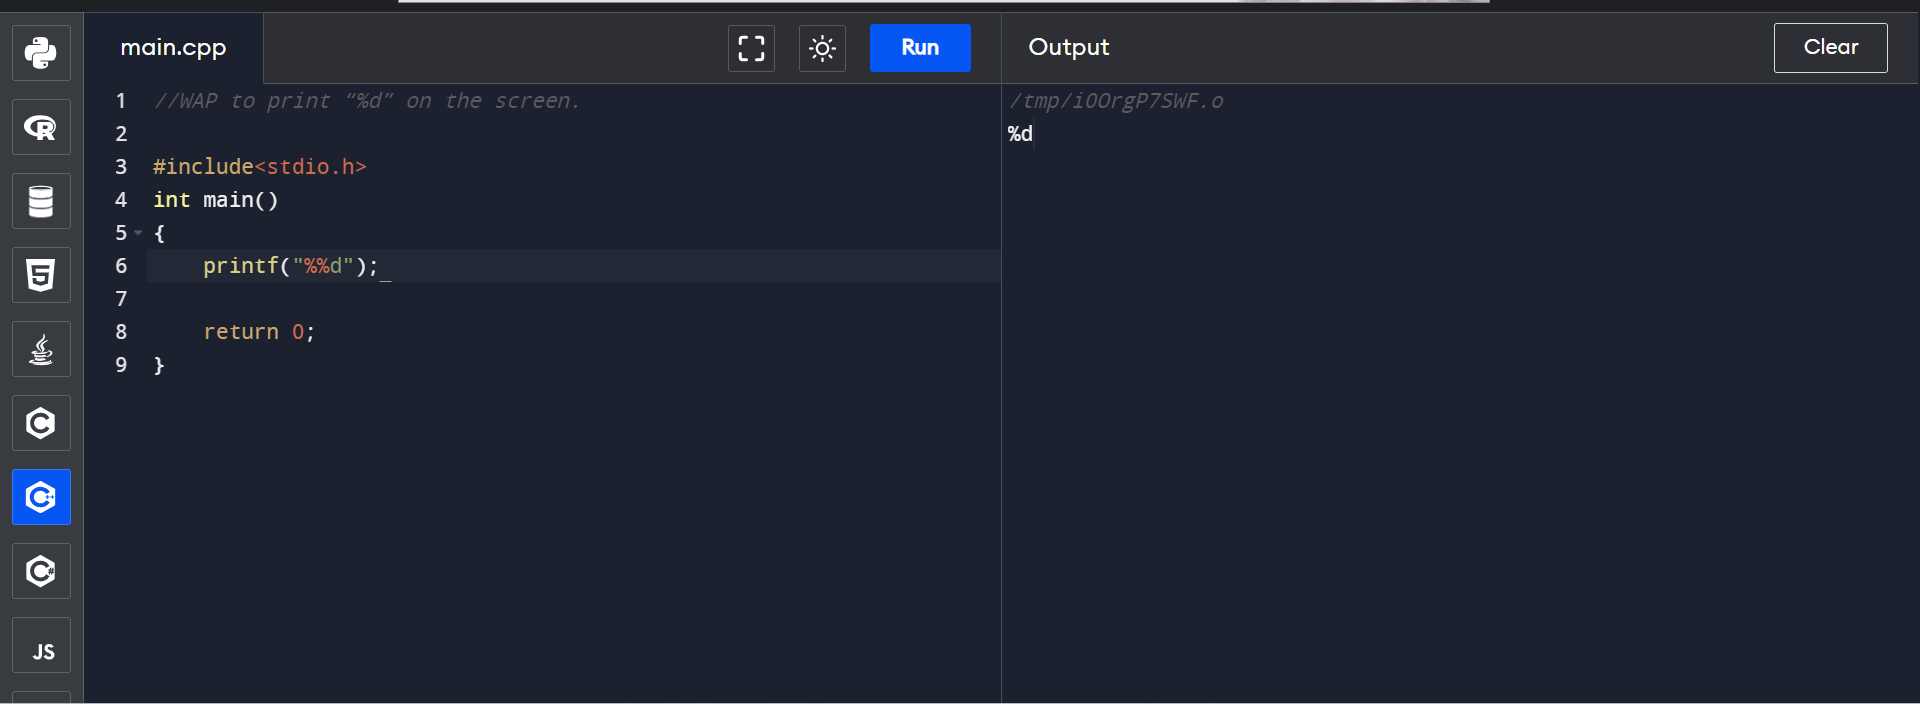 main.cpp
Run
Output
Clear
1 //WAP to print “%d” on the screen.
2
3 #include<stdio.h>
4 int main()
5 {
6 printf("%%d");_
7
8 return 0;
9 }
/tmp/i0OrgP7SWF.o
%d
R
5
C
C++
C#
JS